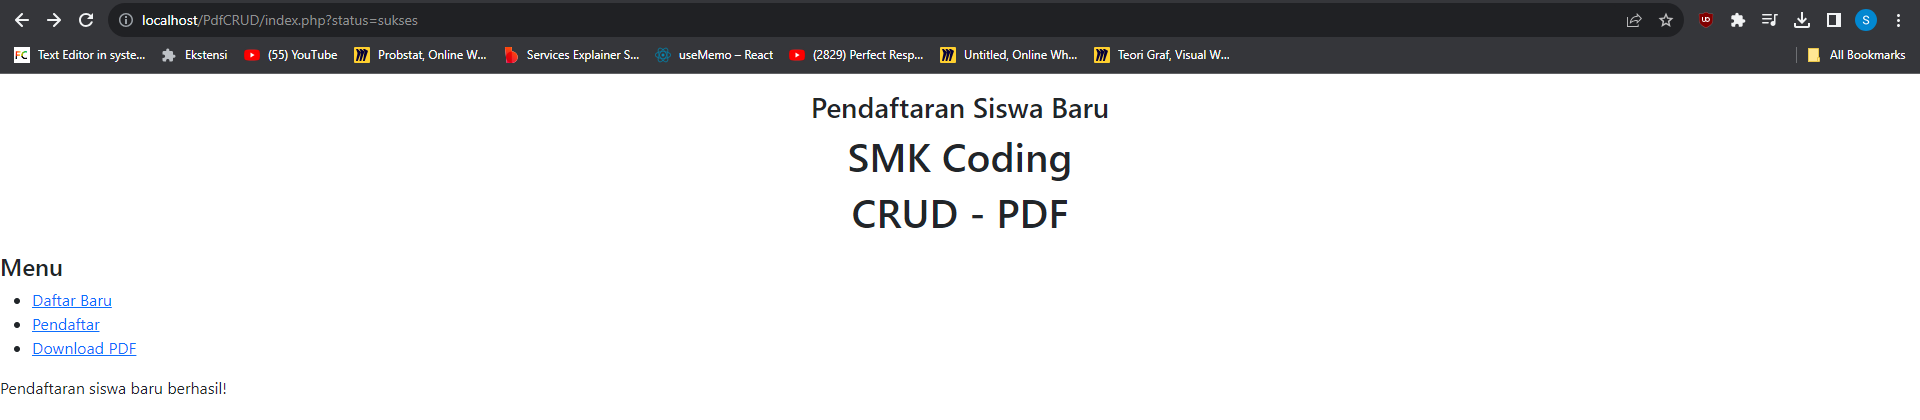 localhost/PdfCRUD/index.php?status=sukses
S
FC Text Editor in syste... Ekstensi (55) YouTube Probstat, Online W... Services Explainer S... useMemo – React (2829) Perfect Resp... Untitled, Online Wh... Teori Graf, Visual W... All Bookmarks
Pendaftaran Siswa Baru
SMK Coding
CRUD - PDF
Menu
Daftar Baru
Pendaftar
Download PDF
Pendaftaran siswa baru berhasil!